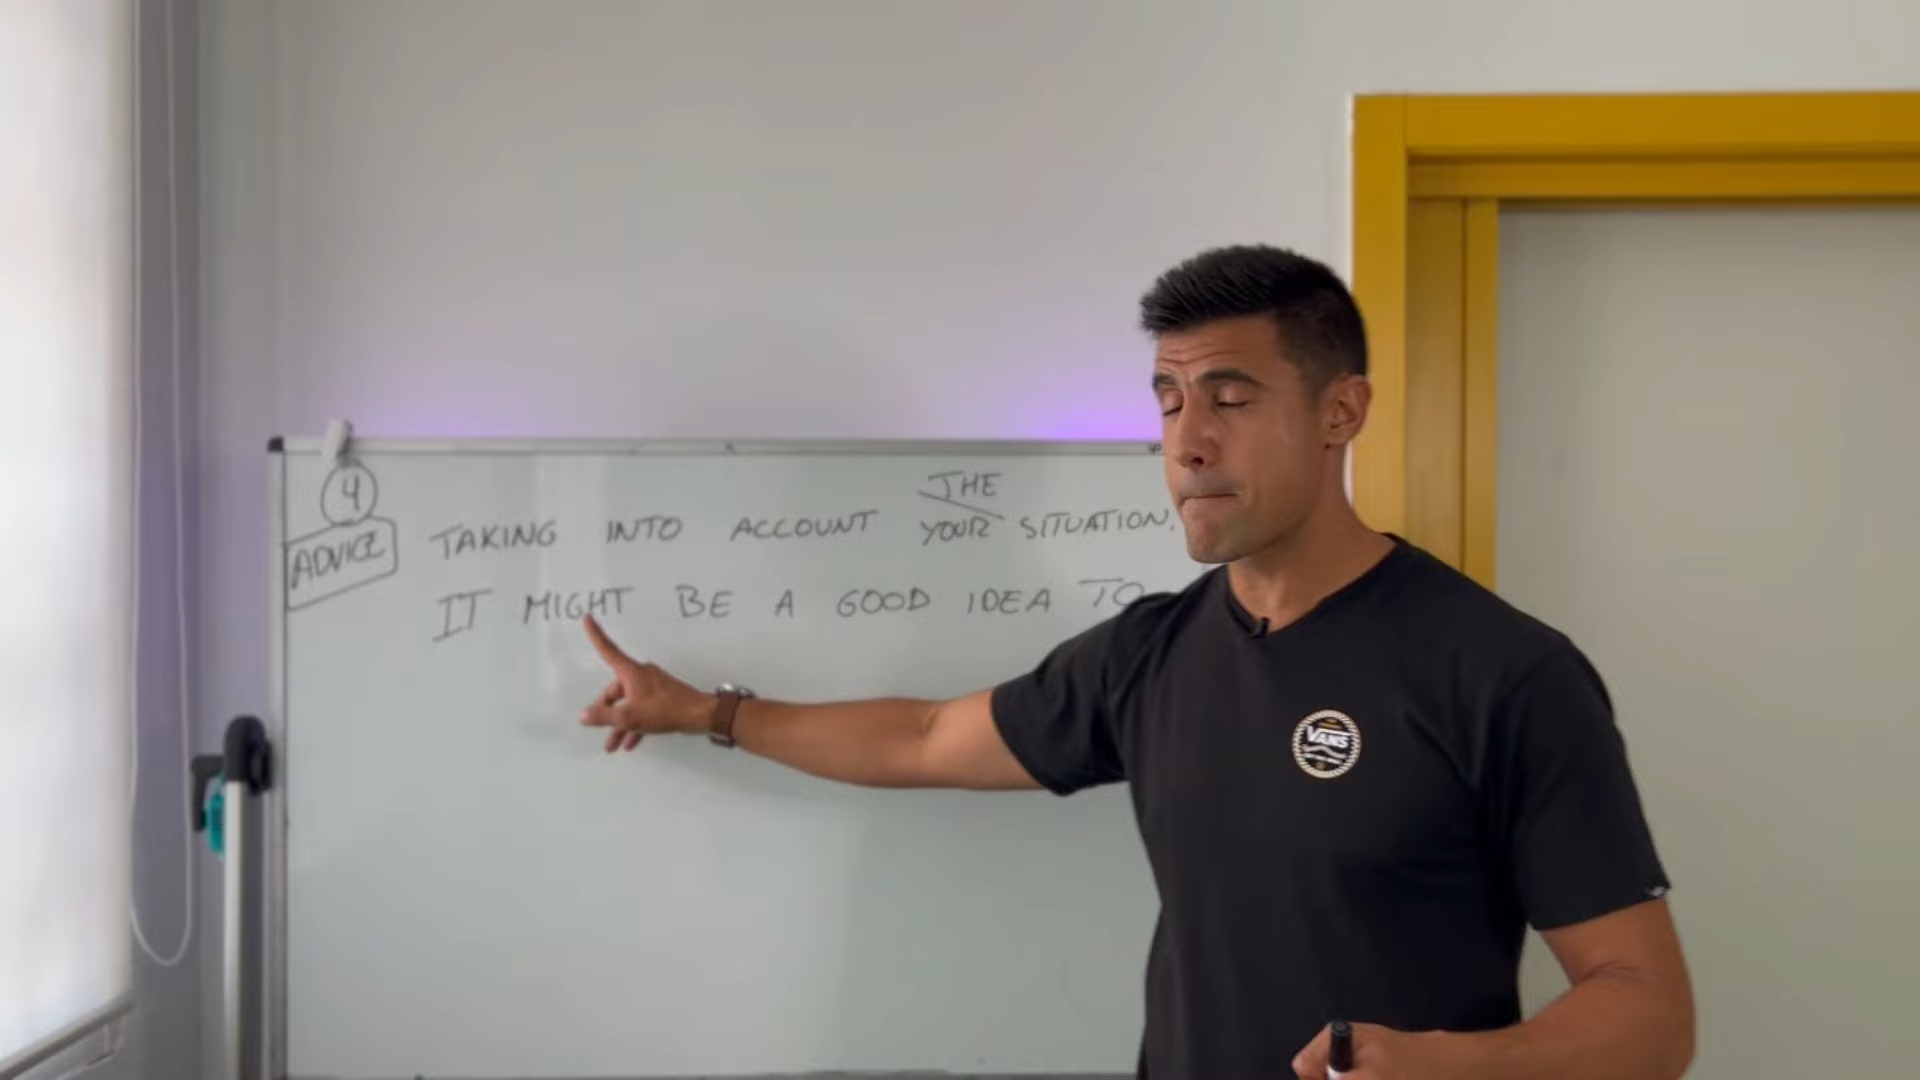 4
ADVICE
THE
TAKING INTO ACCOUNT YOUR SITUATION,
IT MIGHT BE A GOOD IDEA TO
VANS